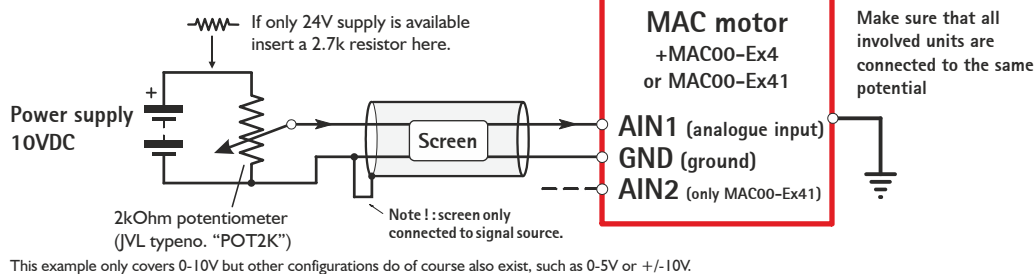 If only 24V supply is available
insert a 2.7k resistor here.
MAC motor
+MAC00-Ex4
or MAC00-Ex41
Make sure that all
involved units are
connected to the same
potential
+
Power supply
10VDC
Screen
AIN1 (analogue input)
GND (ground)
AIN2 (only MAC00-Ex41)
2kOhm potentiometer
(JVL typeno. “POT2K”)
Note ! : screen only
connected to signal source.
This example only covers 0-10V but other configurations do of course also exist, such as 0-5V or +/-10V.